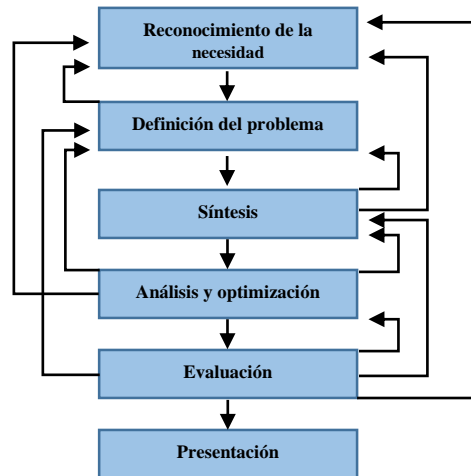 Reconocimiento de la
necesidad
Definición del problema
Síntesis
Análisis y optimización
Evaluación
Presentación